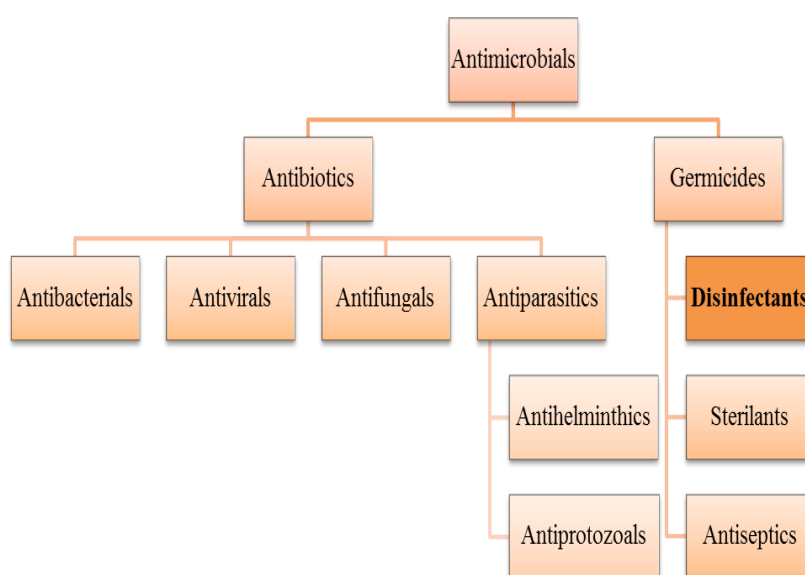 Antimicrobials
Antibiotics
Germicides
Antibacterials
Antivirals
Antifungals
Antiparasitics
Disinfectants
Antihelminthics
Sterilants
Antiprotozoals
Antiseptics